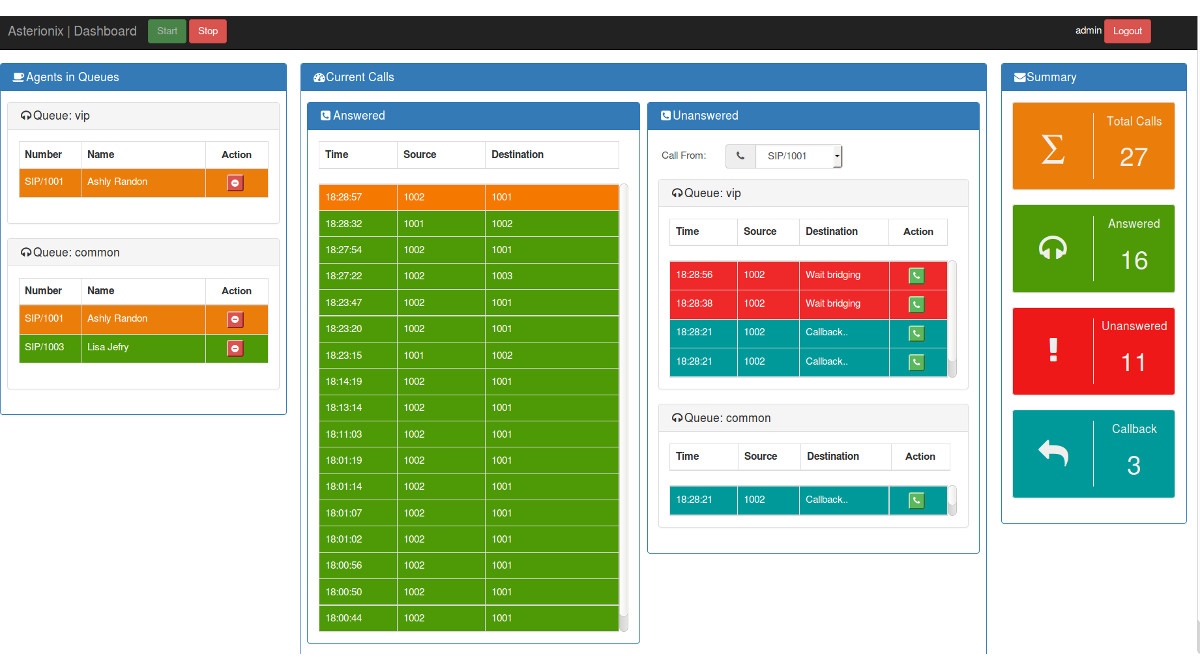 Asterionix | Dashboard Start Stop admin Logout
Agents in Queues
Queue: vip
Number Name Action
SIP/1001 Ashly Randon
Queue: common
Number Name Action
SIP/1001 Ashly Randon
SIP/1003 Lisa Jefry
Current Calls
Answered
Time Source Destination
18:28:57 1002 1001
18:28:32 1001 1002
18:27:54 1002 1001
18:27:22 1002 1003
18:23:47 1002 1001
18:23:20 1002 1001
18:23:15 1001 1002
18:14:19 1002 1001
18:13:14 1002 1001
18:11:03 1002 1001
18:01:19 1002 1001
18:01:14 1002 1001
18:01:07 1002 1001
18:01:02 1002 1001
18:00:56 1002 1001
18:00:50 1002 1001
18:00:44 1002 1001
Unanswered
Call From: SIP/1001
Queue: vip
Time Source Destination Action
18:28:56 1002 Wait bridging
18:28:38 1002 Wait bridging
18:28:21 1002 Callback..
18:28:21 1002 Callback..
Queue: common
Time Source Destination Action
18:28:21 1002 Callback..
Summary
Total Calls
27
Answered
16
Unanswered
11
Callback
3